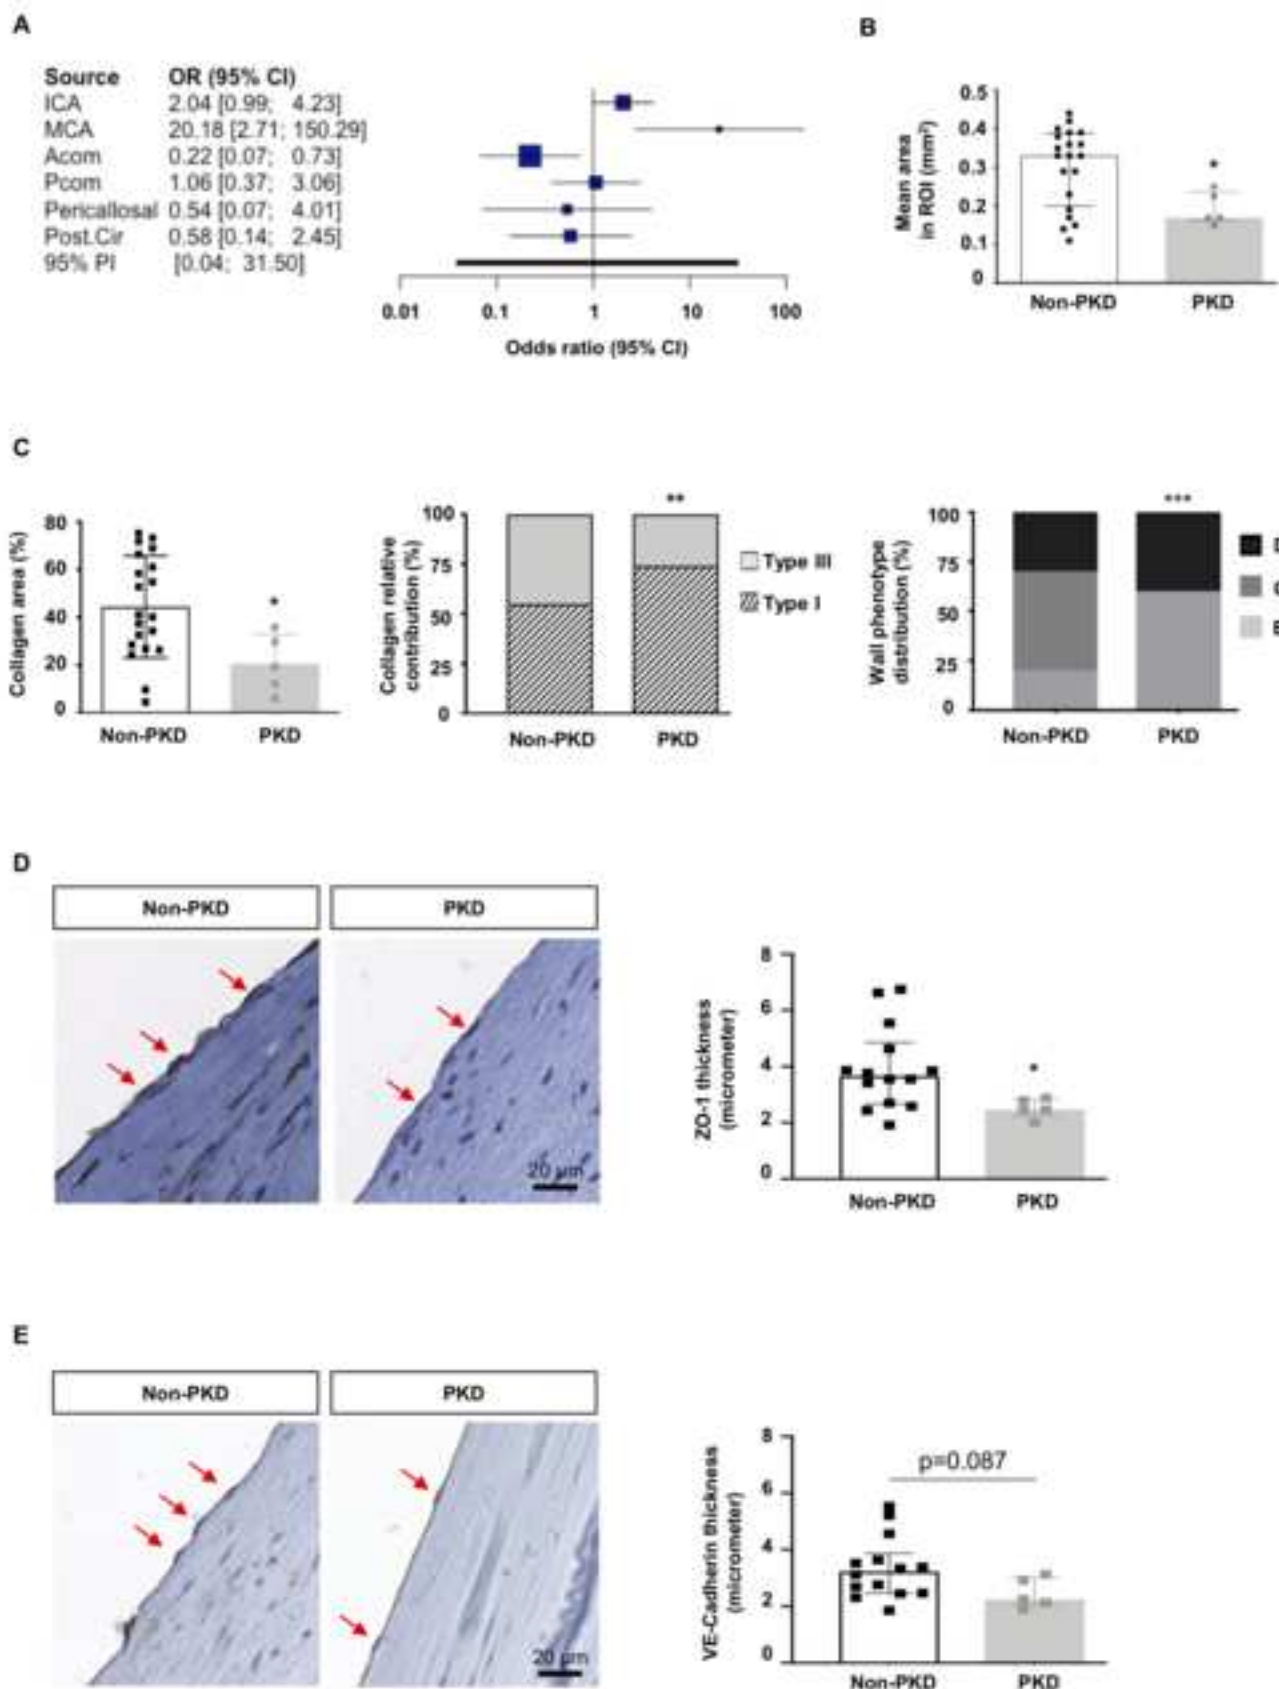 A
Source OR (95% CI)
ICA 2.04 [0.99; 4.23]
MCA 20.18 [2.71; 150.29]
Acom 0.22 [0.07; 0.73]
Pcom 1.06 [0.37; 3.06]
Pericallosal 0.54 [0.07; 4.01]
Post.Cir 0.58 [0.14; 2.45]
95% PI [0.04; 31.50]
0.01 0.1 1 10 100
Odds ratio (95% CI)
B
Mean area
in ROI (mm²)
0.5
0.4
0.3
0.2
0.1
0
Non-PKD PKD
C
Collagen area (%)
80
60
40
20
0
*
Non-PKD PKD
Collagen relative
contribution (%)
100
75
50
25
0
**
Non-PKD PKD
Type III
Type I
Wall phenotype
distribution (%)
100
75
50
25
0
***
Non-PKD PKD
D
Non-PKD PKD
20 µm
ZO-1 thickness
(micrometer)
8
6
4
2
0
*
Non-PKD PKD
E
Non-PKD PKD
20 µm
VE-Cadherin thickness
(micrometer)
8
6
4
2
0
p=0.087
Non-PKD PKD